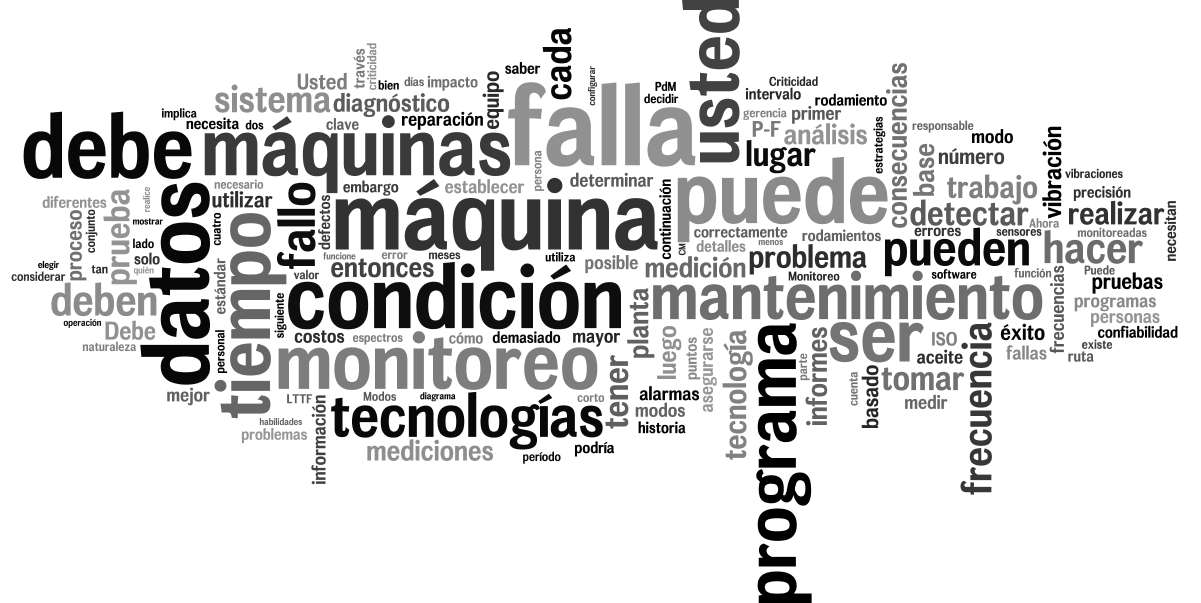 usted
cada
saber
equipo
configurar
PdM
decidir
Criticidad
intervalo
rodamiento
consecuencias
través
criticidad
Usted
bien
días
impacto
sistema
diagnóstico
implica
necesita
dos
clave
reparación
falla
gerencia
primer
P-F
análisis
estrategias
responsable
modo
vibración
debe
máquinas
persona
lugar
base
número
vibraciones
necesario
embargo
establecer
determinar
continuación
puede
trabajo
precisión
diferentes
realice
datos
utilizar
fallo
defectos
máquina
detectar
realizar
necesitan
proceso
conjunto
prueba
mostrar
cuatro
tiempo
correctamente
errores
sensores
Ahora
monitoreadas
CM
detalles
menos
rodamientos
lado
solo
quién
tan
elegir
considerar
estándar
funcione
error
meses
utiliza
valor
entonces
posible
medición
problema
pueden
hacer
Monitoreo
software
función
Puede
pruebas
deben
siguiente
condición
planta
mantenimiento
frecuencias
programas
personas
operación
Debe
naturaleza
personal
costos
espectros
cómo
demasiado
mayor
luego
puntos
asegurarse
tecnología
programa
parte
informes
ser
ISO
aceite
éxito
confiabilidad
existe
fallas
ruta
monitoreo
tener
cuenta
basado
tomar
frecuencia
mejor
LTTF
Modos
diagrama
corto
alarmas
modos
medir
habilidades
problemas
información
tecnologías
historia
mediciones
período
podría